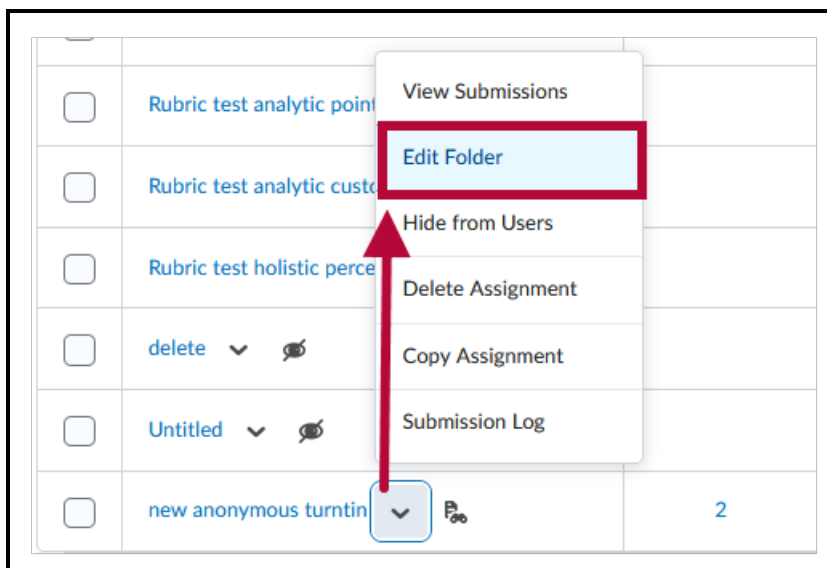 View Submissions
Rubric test analytic point
Edit Folder
Rubric test analytic custo
Hide from Users
Rubric test holistic perce
Delete Assignment
delete
Copy Assignment
Untitled
Submission Log
new anonymous turntin
2